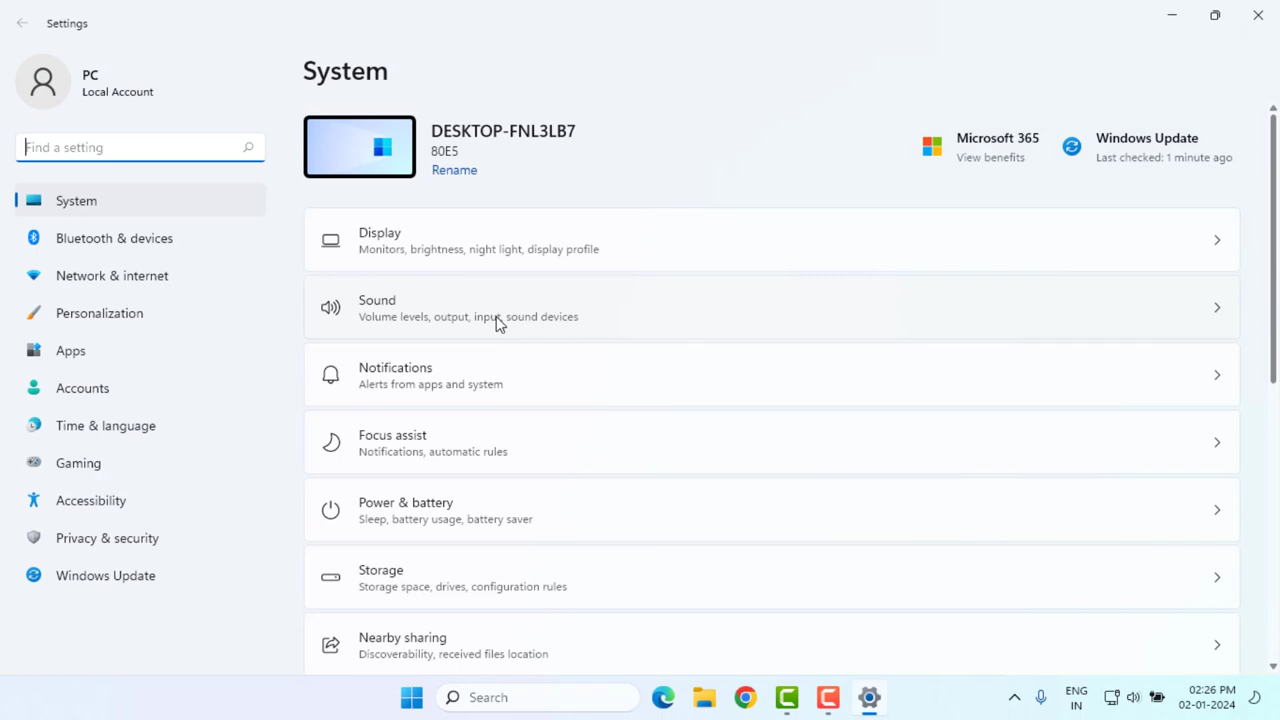 Settings
PC
Local Account
Find a setting
System
Bluetooth & devices
Network & internet
Personalization
Apps
Accounts
Time & language
Gaming
Accessibility
Privacy & security
Windows Update
System
DESKTOP-FNL3LB7
80E5
Rename
Microsoft 365
View benefits
Windows Update
Last checked: 1 minute ago
Display
Monitors, brightness, night light, display profile
Sound
Volume levels, output, input, sound devices
Notifications
Alerts from apps and system
Focus assist
Notifications, automatic rules
Power & battery
Sleep, battery usage, battery saver
Storage
Storage space, drives, configuration rules
Nearby sharing
Discoverability, received files location
Search
ENG
IN
02:26 PM
02-01-2024